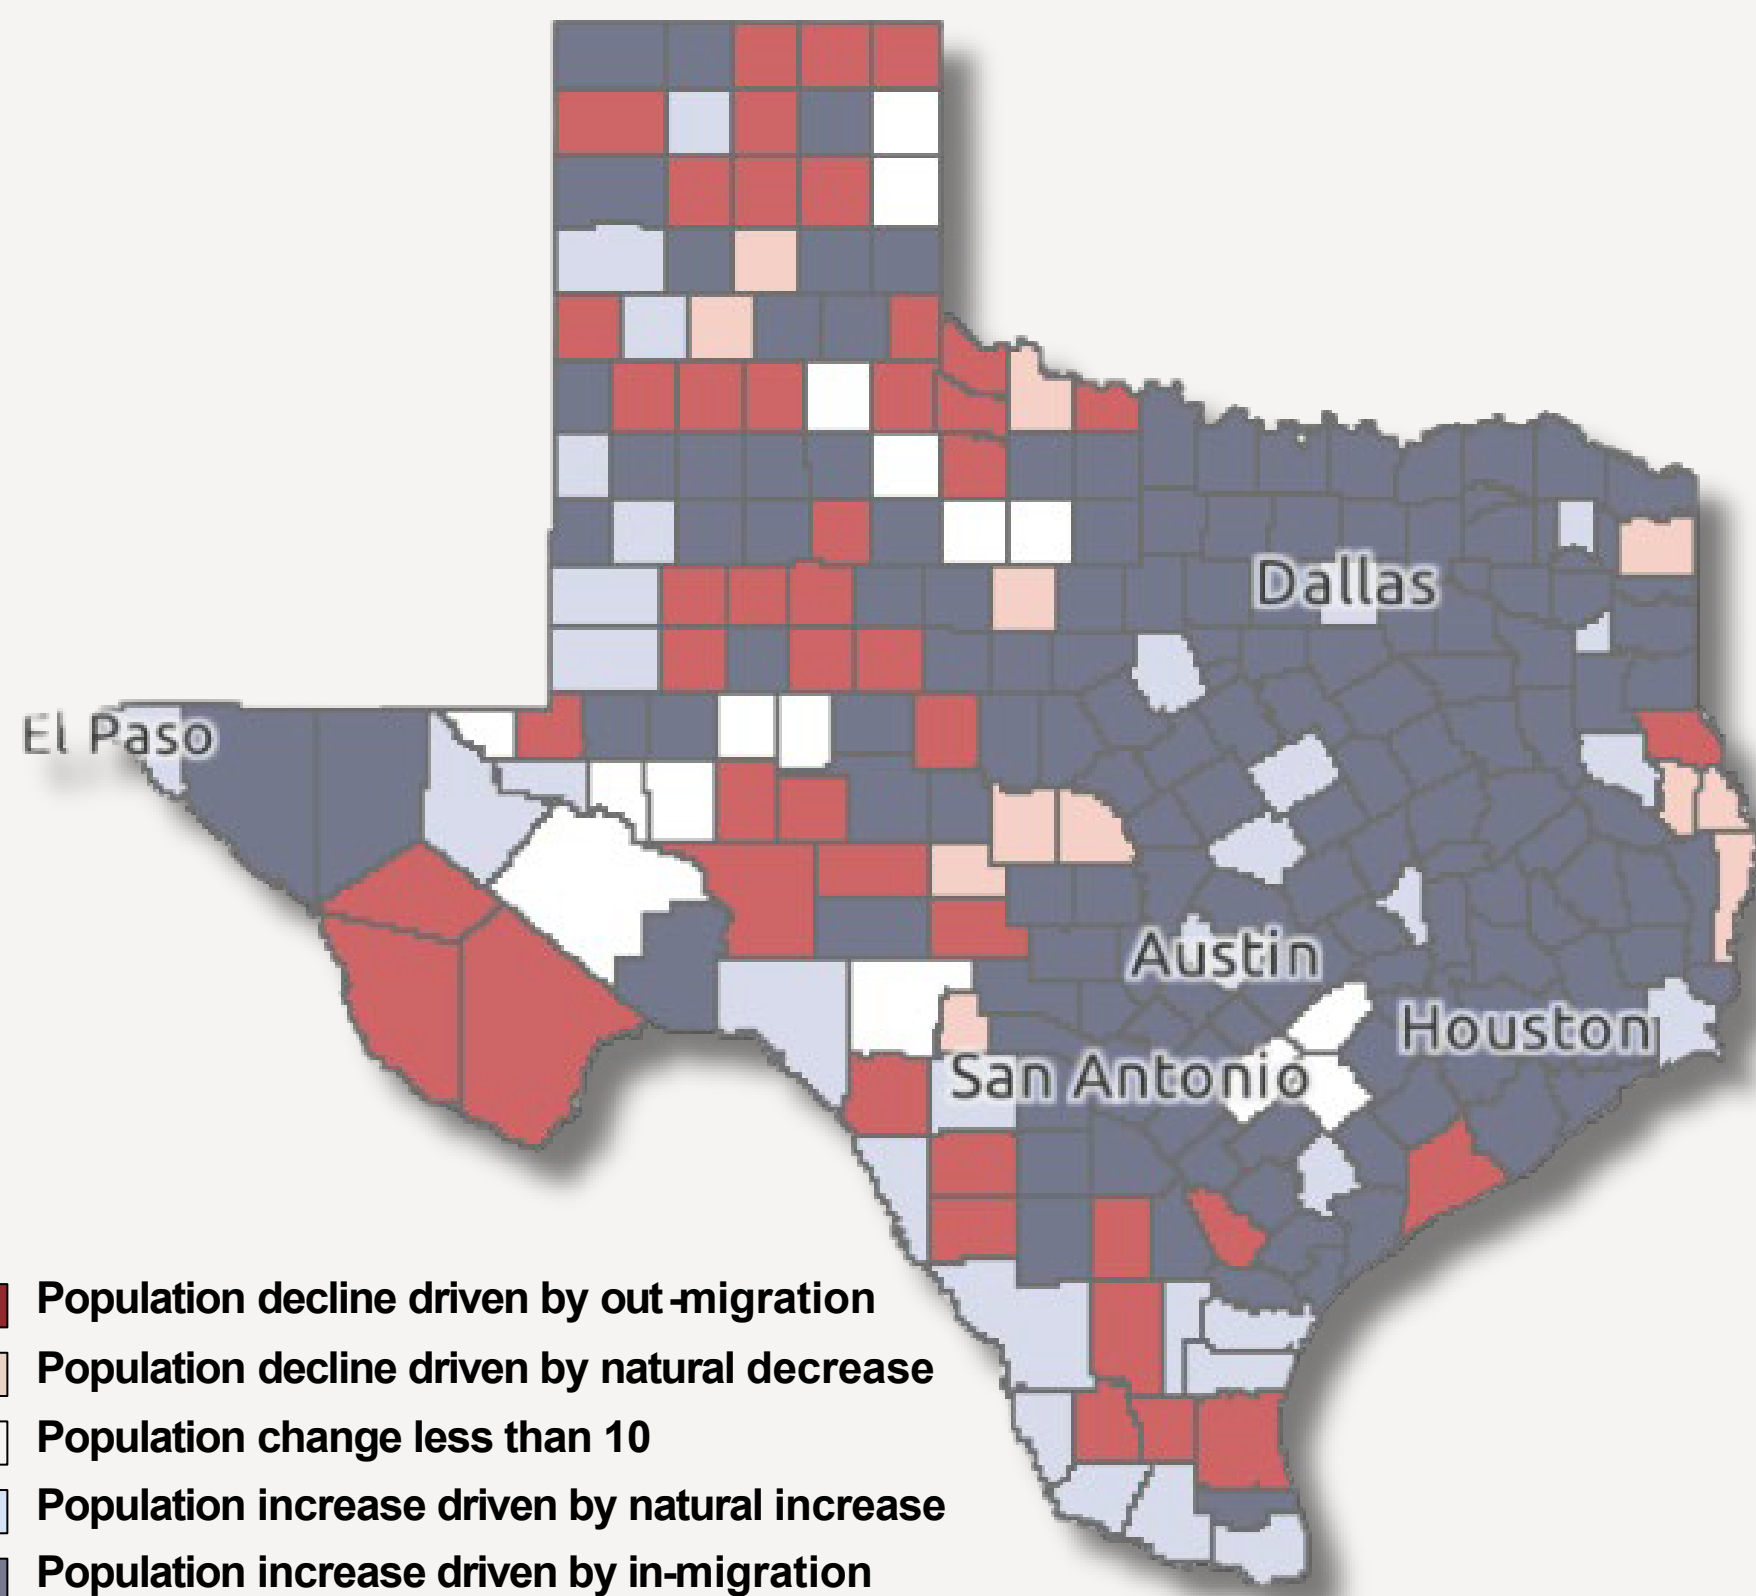 Dallas
El Paso
Austin
Houston
San Antonio
Population decline driven by out-migration
Population decline driven by natural decrease
Population change less than 10
Population increase driven by natural increase
Population increase driven by in-migration